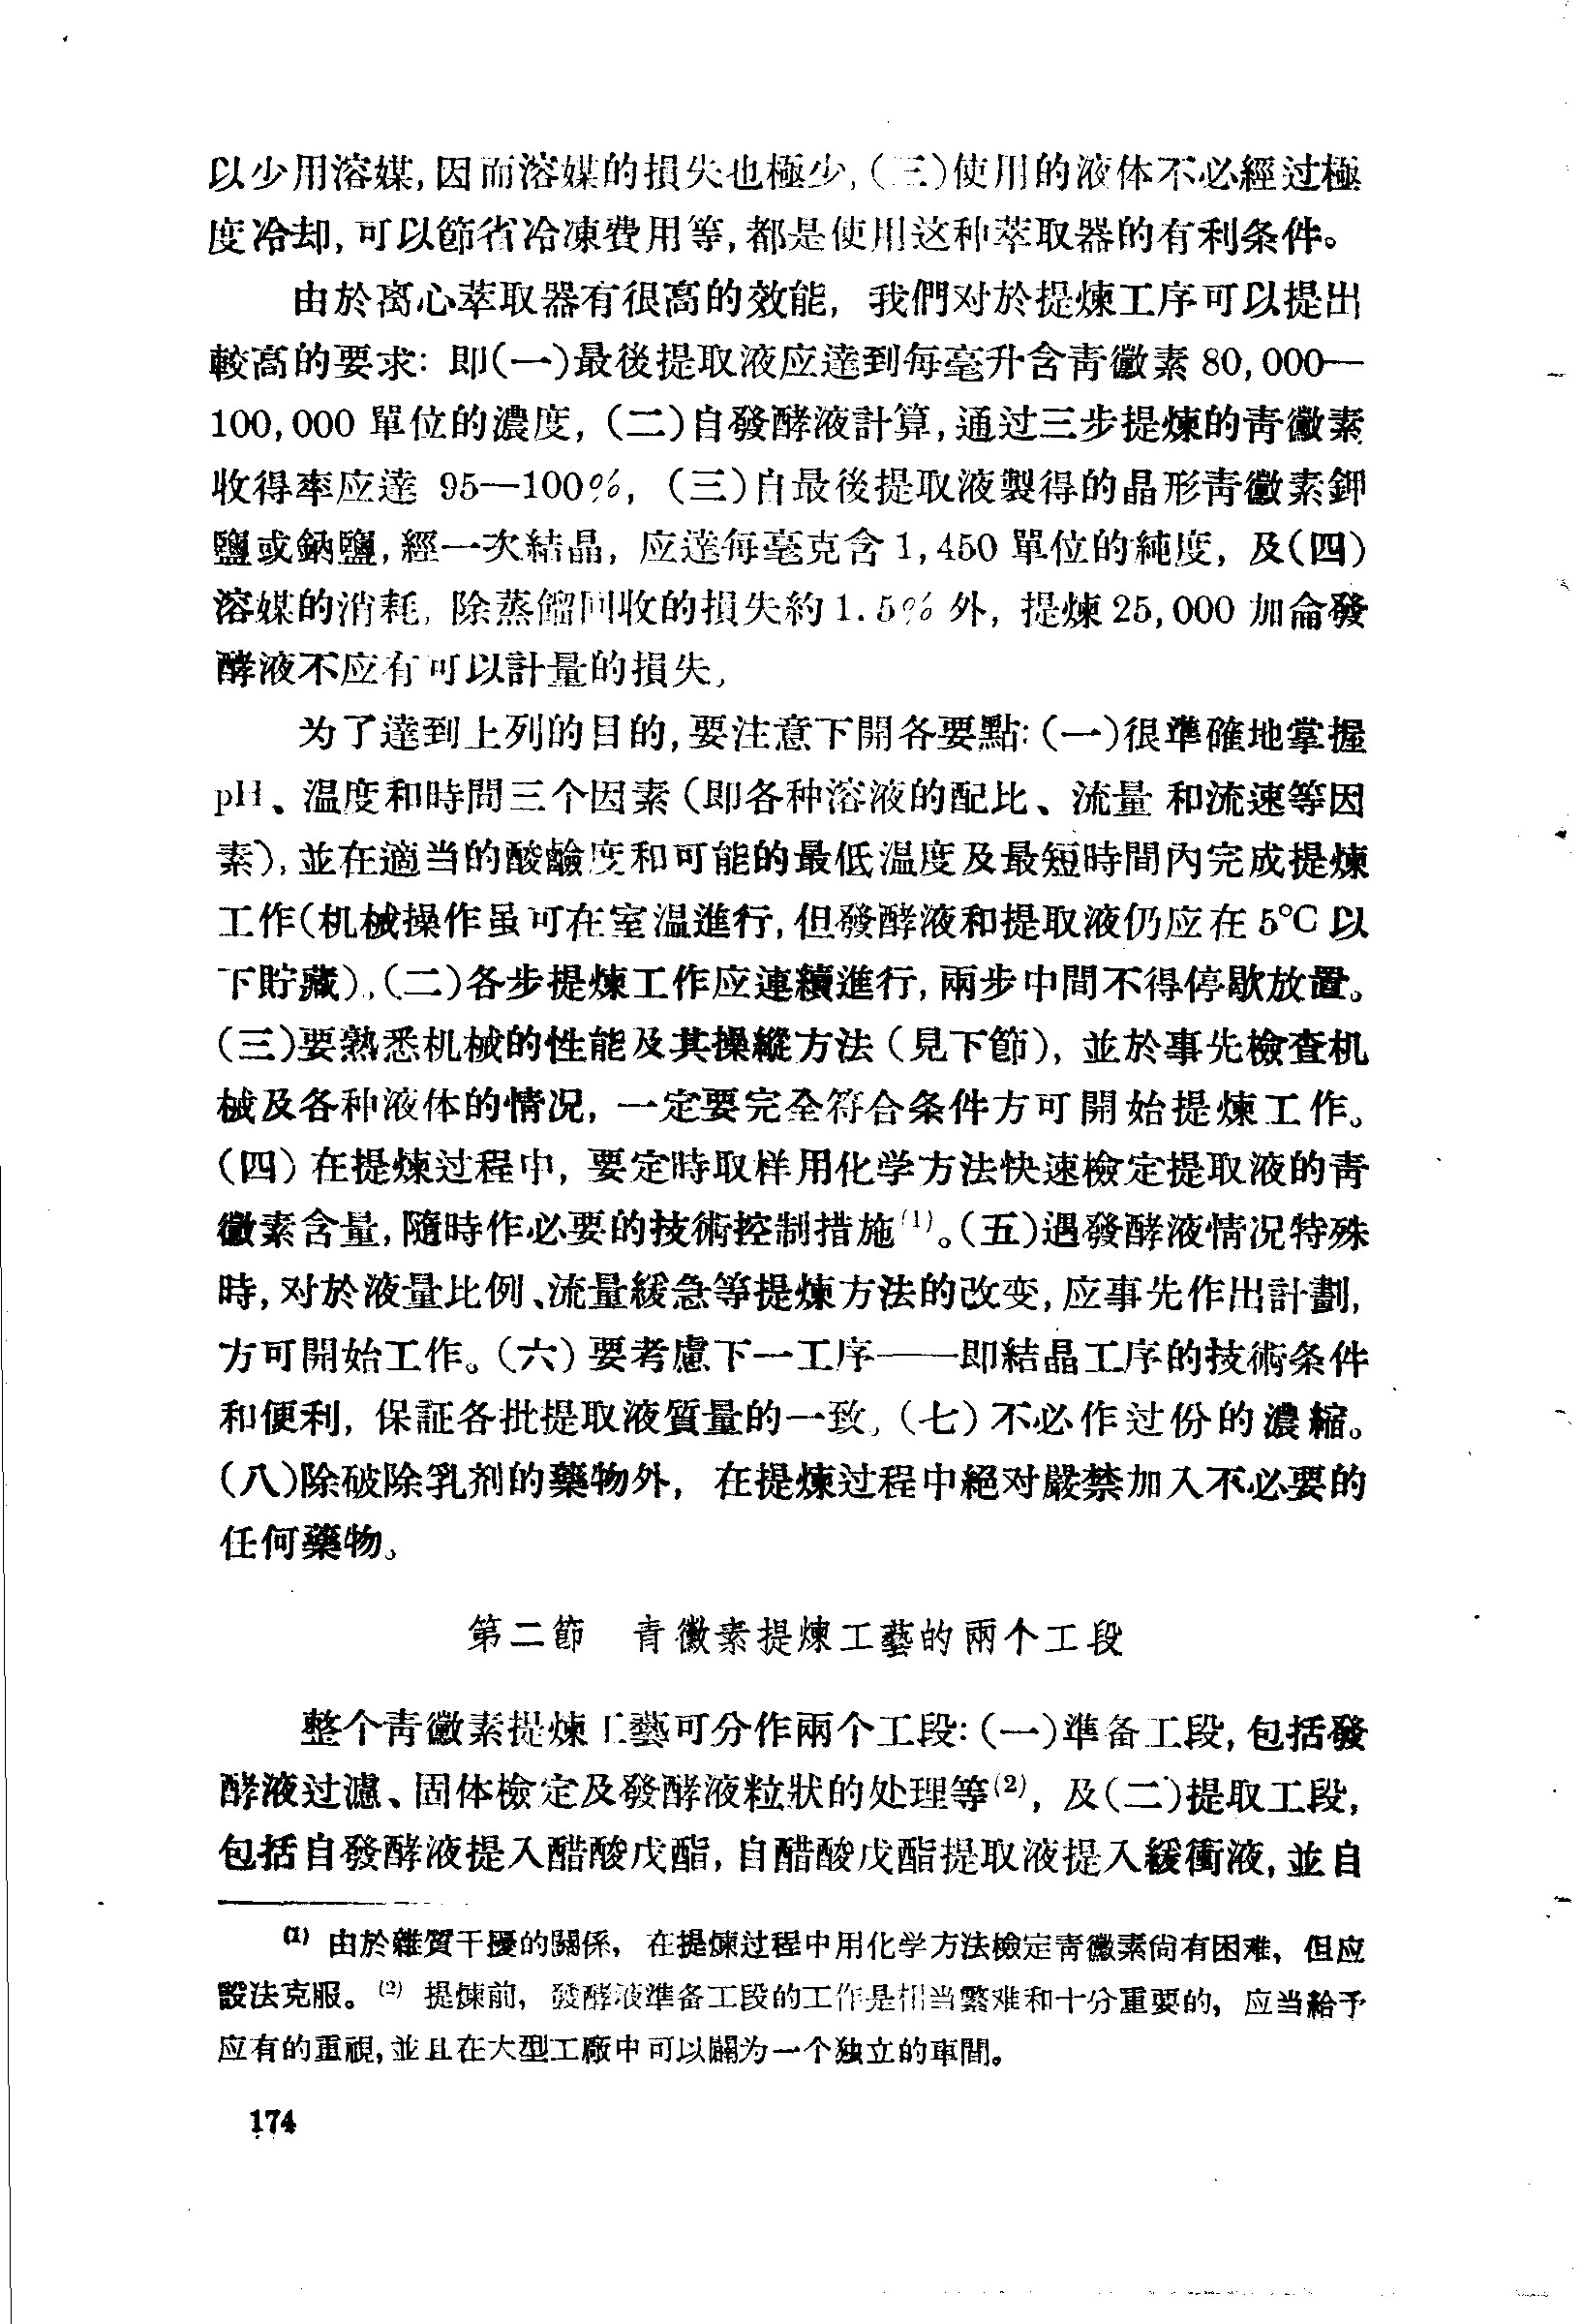 以少用溶媒，因而溶媒的損失也極少，（三）使用的液体不必經过極
度冷却，可以節省冷凍費用等，都是使用这种萃取器的有利条件。
由於离心萃取器有很高的效能，我們对於提煉工序可以提出
較高的要求：即（一）最後提取液应達到每毫升含青黴素 80,000—
100,000 單位的濃度，（二）自發酵液計算，通过三步提煉的青黴素
收得率应達 95—100%，（三）自最後提取液製得的晶形青黴素鉀
鹽或鈉鹽，經一次結晶，应達每毫克含 1,450 單位的純度，及（四）
溶媒的消耗，除蒸餾回收的損失約 1.5% 外，提煉 25,000 加侖發
酵液不应有可以計量的損失。
为了達到上列的目的，要注意下開各要點：（一）很準確地掌握
pH、温度和時間三个因素（即各种溶液的配比、流量和流速等因
素），並在適当的酸鹼度和可能的最低温度及最短時間內完成提煉
工作（机械操作虽可在室温進行，但發酵液和提取液仍应在 5°C 以
下貯藏），（二）各步提煉工作应連續進行，兩步中間不得停歇放置。
（三）要熟悉机械的性能及其操縱方法（見下節），並於事先檢查机
械及各种液体的情况，一定要完全符合条件方可開始提煉工作。
（四）在提煉过程中，要定時取样用化学方法快速檢定提取液的青
黴素含量，隨時作必要的技術控制措施⁽¹⁾。（五）遇發酵液情况特殊
時，对於液量比例、流量緩急等提煉方法的改变，应事先作出計劃，
方可開始工作。（六）要考慮下一工序——即結晶工序的技術条件
和便利，保証各批提取液質量的一致，（七）不必作过份的濃縮。
（八）除破除乳剂的藥物外，在提煉过程中絕对嚴禁加入不必要的
任何藥物。
第二節　青黴素提煉工藝的兩个工段
整个青黴素提煉工藝可分作兩个工段：（一）準备工段，包括發
酵液过濾、固体檢定及發酵液粒狀的处理等⁽²⁾，及（二）提取工段，
包括自發酵液提入醋酸戊酯，自醋酸戊酯提取液提入緩衝液，並自
⁽¹⁾ 由於雜質干擾的關係，在提煉过程中用化学方法檢定青黴素尙有困难，但应
設法克服。⁽²⁾ 提煉前，發酵液準备工段的工作是相当繁难和十分重要的，应当給予
应有的重視，並且在大型工廠中可以闢为一个独立的車間。
174